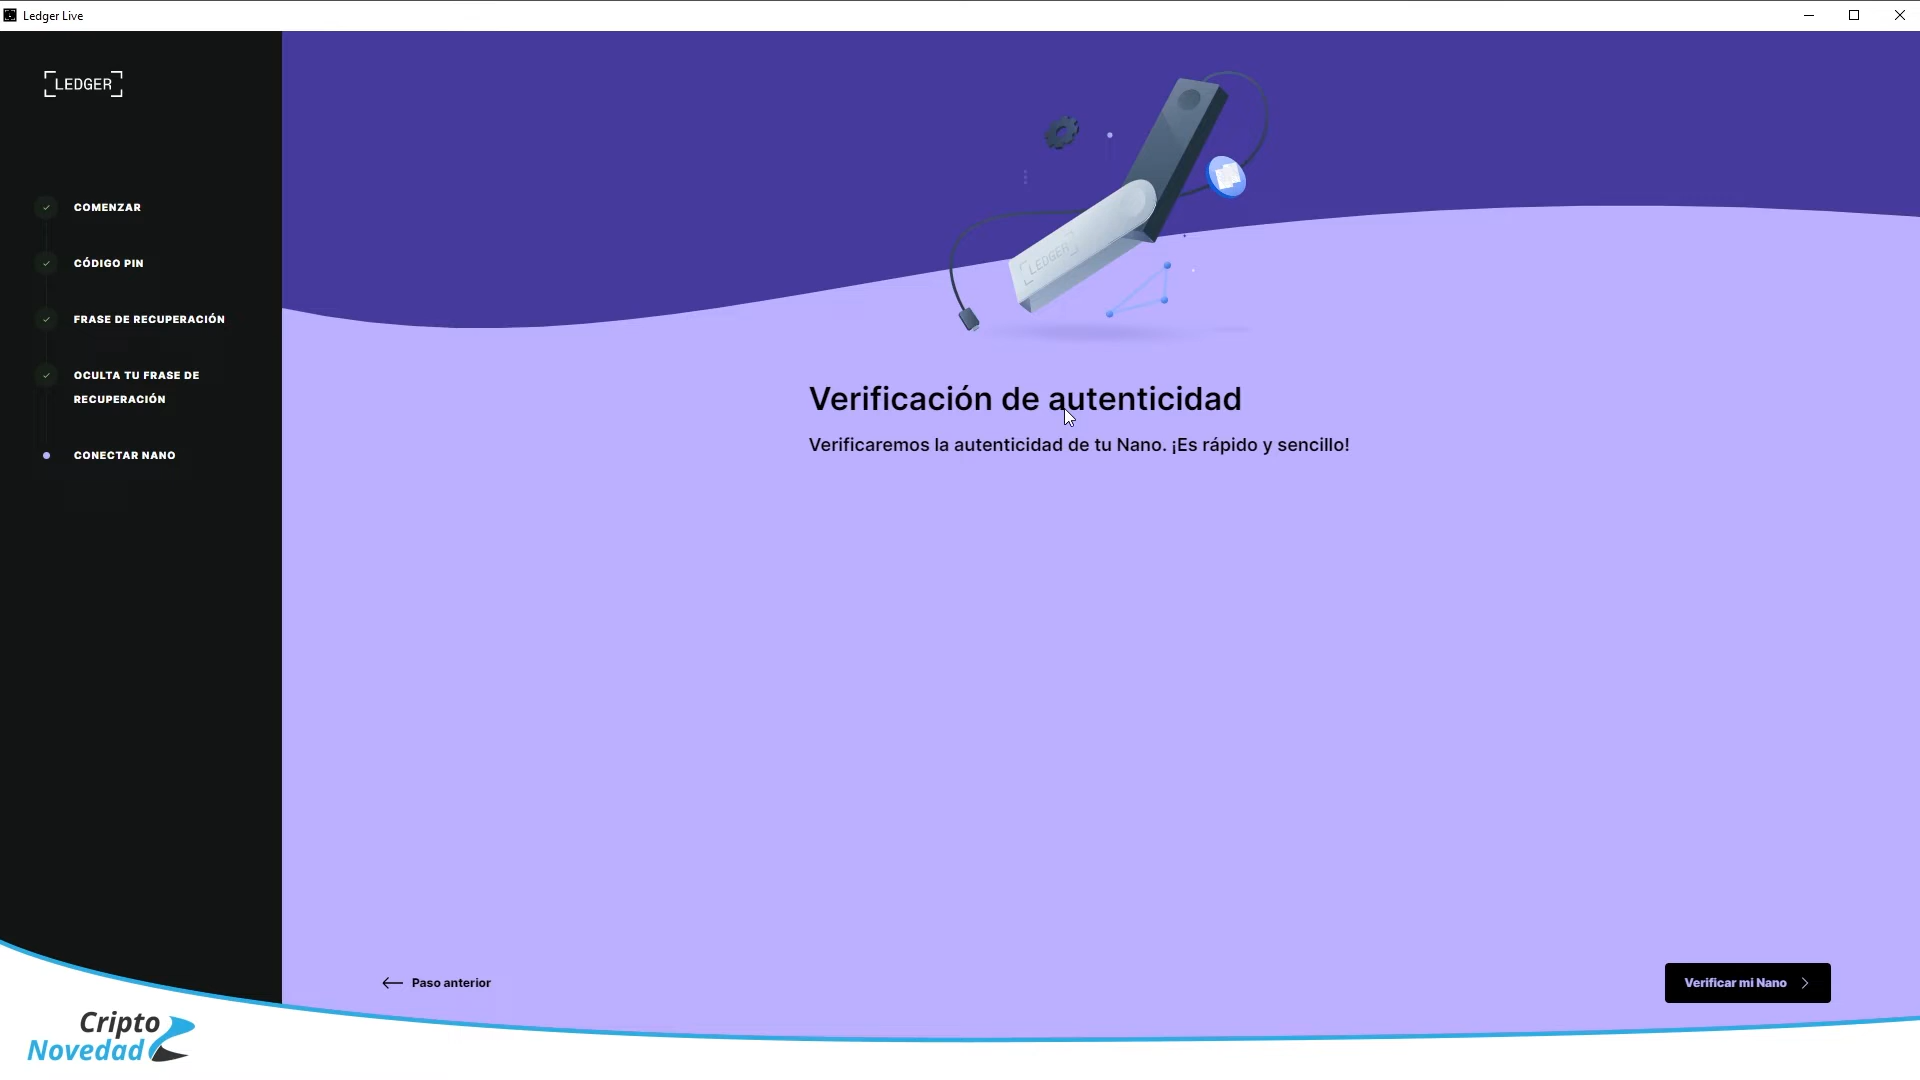 Ledger Live
LEDGER
COMENZAR
CÓDIGO PIN
FRASE DE RECUPERACIÓN
OCULTA TU FRASE DE
RECUPERACIÓN
CONECTAR NANO
LEDGER
Verificación de autenticidad
Verificaremos la autenticidad de tu Nano. ¡Es rápido y sencillo!
Paso anterior
Verificar mi Nano
Cripto
Novedad